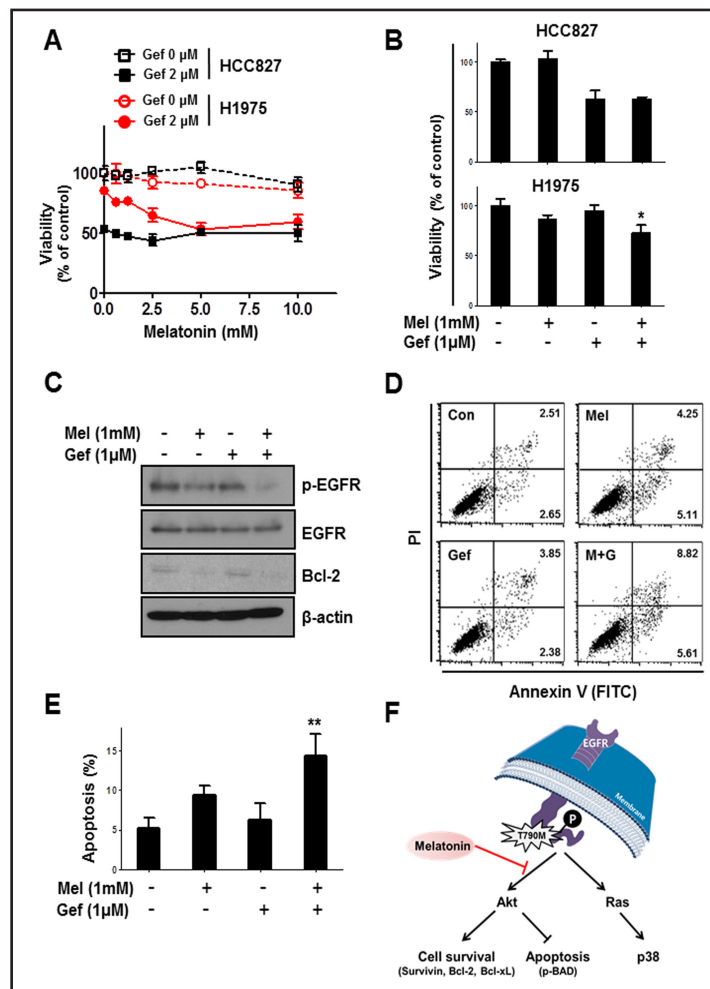 A
Gef 0 μM
Gef 2 μM
HCC827
Gef 0 μM
Gef 2 μM
H1975
Viability
(% of control)
100
50
0
0.0 2.5 5.0 7.5 10.0
Melatonin (mM)
B
HCC827
100
50
0
H1975
100
50
0
Viability (% of control)
*
Mel (1mM) - + - +
Gef (1μM) - - + +
C
Mel (1mM) - + - +
Gef (1μM) - - + +
p-EGFR
EGFR
Bcl-2
β-actin
D
Con 2.51
2.65
Mel 4.25
5.11
Gef 3.85
2.38
M+G 8.82
5.61
PI
Annexin V (FITC)
E
Apoptosis (%)
15
10
5
0
**
Mel (1mM) - + - +
Gef (1μM) - - + +
F
EGFR
Membrane
P
T790M
Melatonin
Akt Ras
Cell survival Apoptosis p38
(Survivin, Bcl-2, Bcl-xL) (p-BAD)